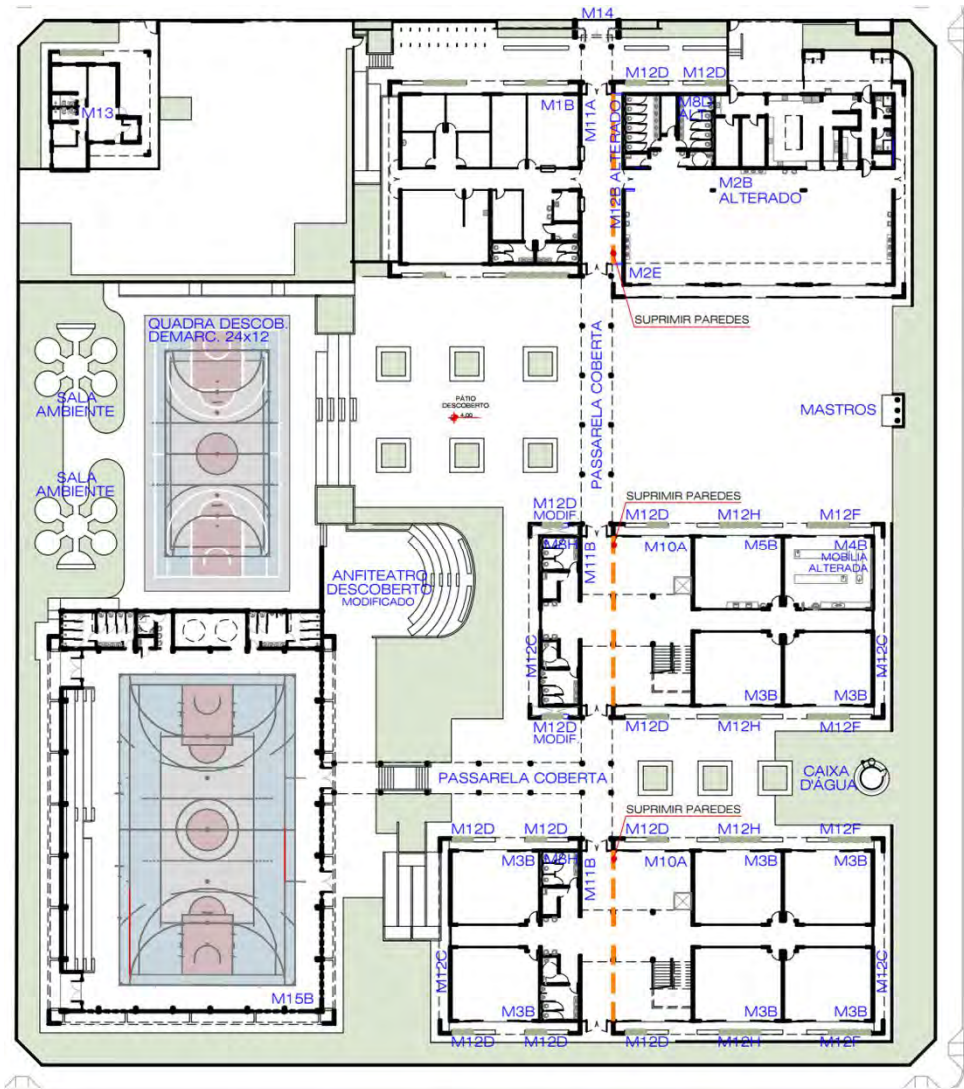 M14
M12D
M12D
M13
M1B
M11A
M12B ALTERADO
M8D
ALT.
M2B
ALTERADO
M2E
SUPRIMIR PAREDES
QUADRA DESCOB.
DEMARC. 24x12
SALA
AMBIENTE
PÁTIO
DESCOBERTO
4,00
PASSARELA COBERTA
MASTROS
SALA
AMBIENTE
SUPRIMIR PAREDES
M12D
MODIF
M12D
M12H
M12F
M8H
M11B
M10A
M5B
M4B
MOBÍLIA
ALTERADA
ANFITEATRO
DESCOBERTO
MODIFICADO
M12C
M12C
M3B
M3B
M12D
MODIF.
M12D
M12H
M12F
PASSARELA COBERTA
CAIXA
D'ÁGUA
SUPRIMIR PAREDES
M12D
M12D
M12D
M12H
M12F
M3B
M8H
M11B
M10A
M3B
M3B
M12C
M12C
M15B
M3B
M3B
M3B
M12D
M12D
M12D
M12H
M12F